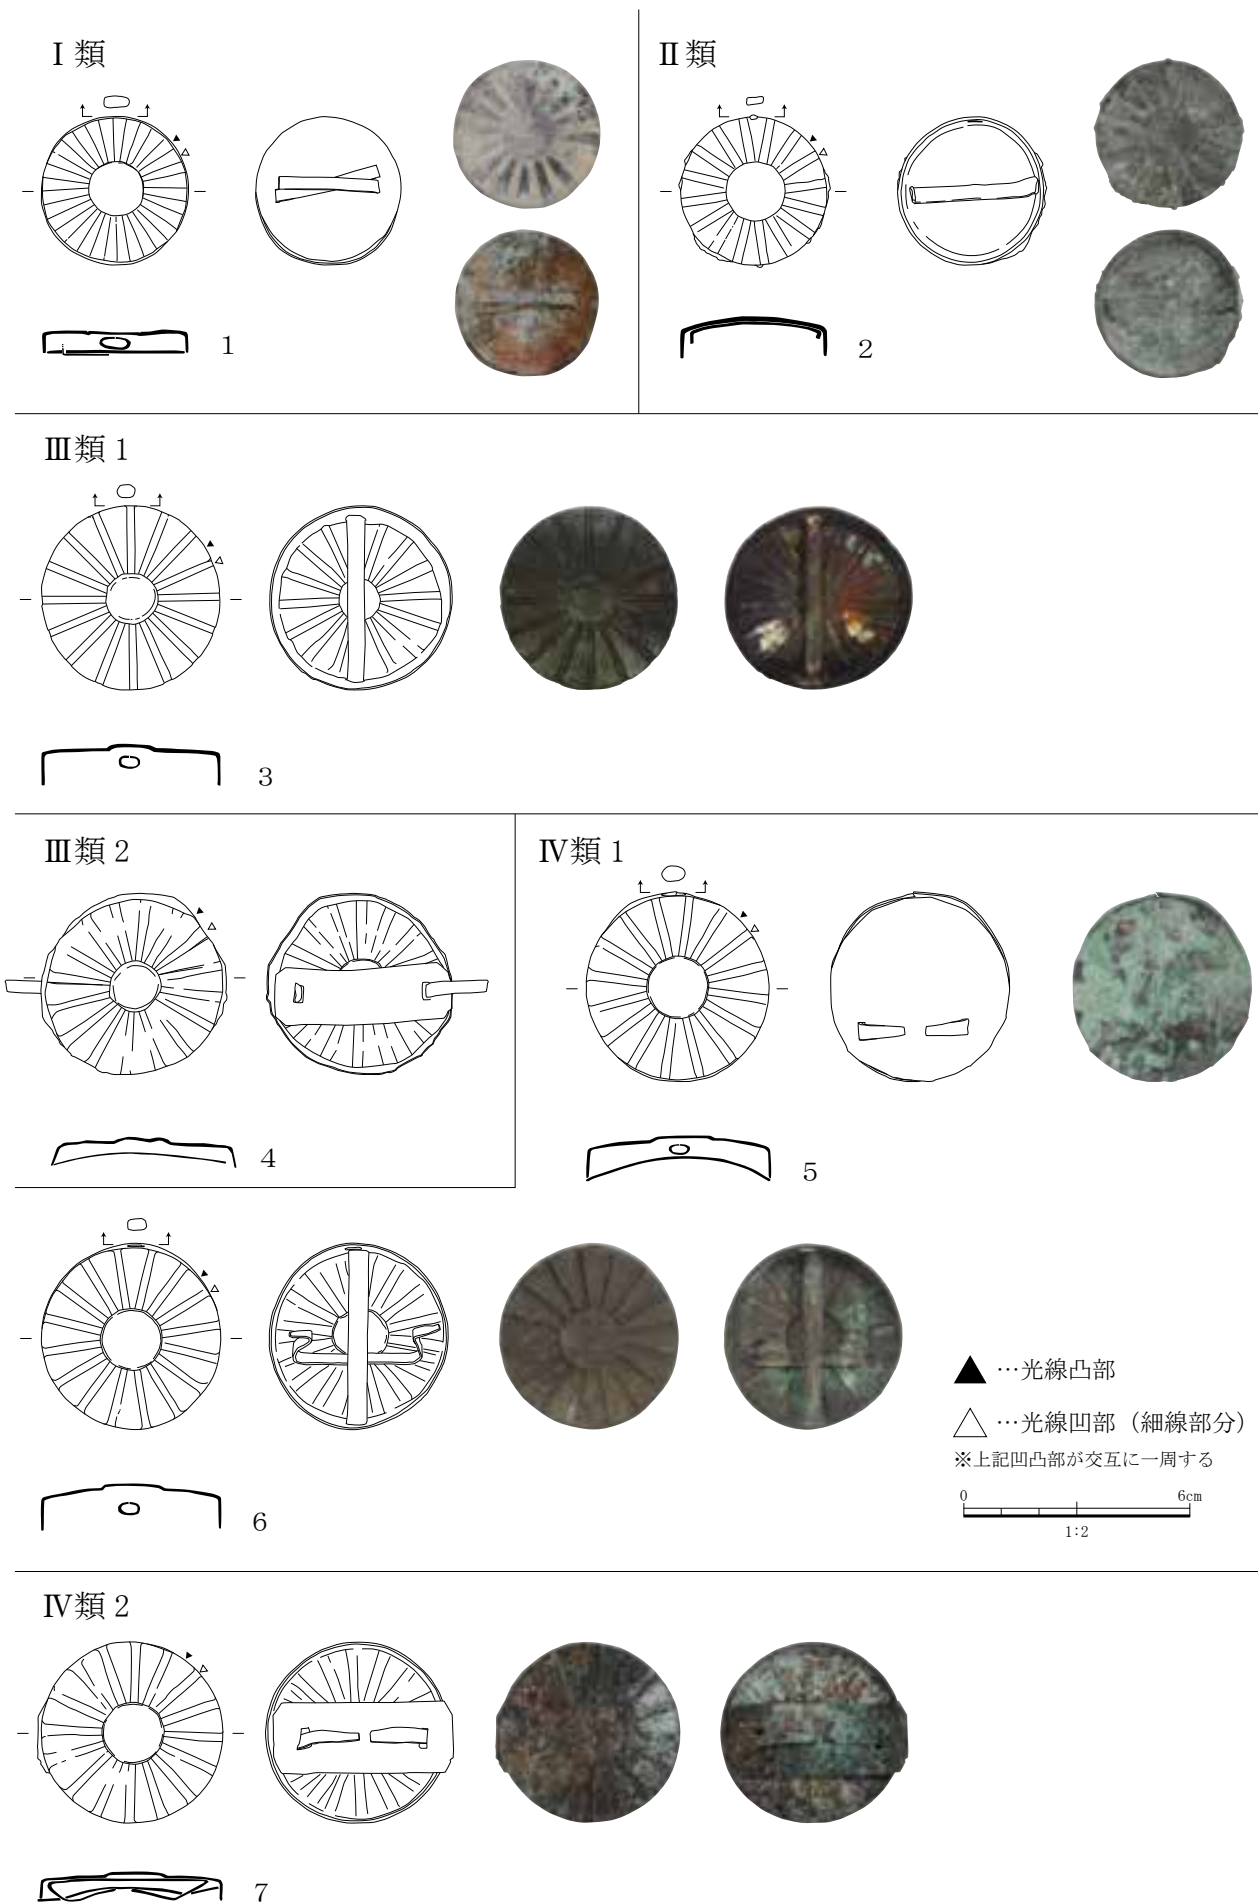 Ⅰ類
Ⅱ類
1
2
Ⅲ類 1
3
Ⅲ類 2
Ⅳ類 1
4
5
6
▲ …光線凸部
△ …光線凹部（細線部分）
※上記凹凸部が交互に一周する
0 6cm
1:2
Ⅳ類 2
7